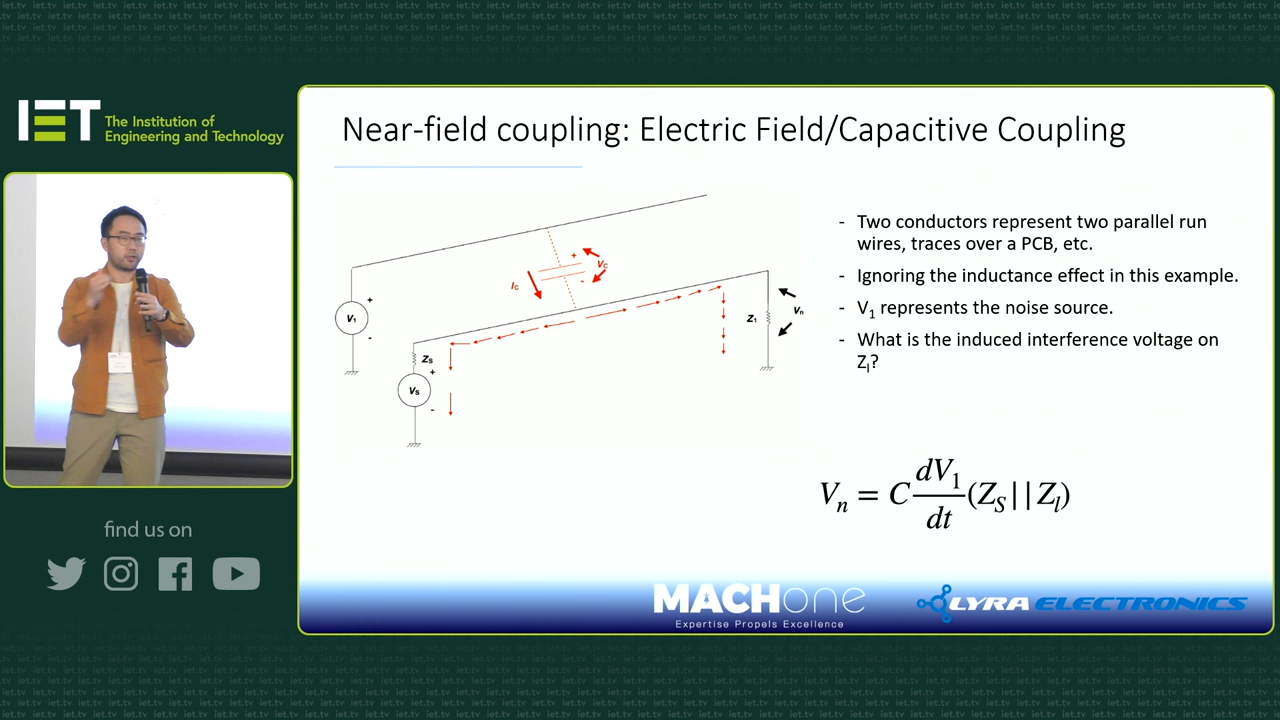 IET
The Institution of
Engineering and Technology
Near-field coupling: Electric Field/Capacitive Coupling
- Two conductors represent two parallel run
wires, traces over a PCB, etc.
- Ignoring the inductance effect in this example.
- V1 represents the noise source.
- What is the induced interference voltage on
Zl?
+
VC
-
IC
V1
+
-
ZS
+
VS
-
Z1
Vn
Vn = C dV1/dt (ZS||Zl)
find us on
MACHone
Expertise Propels Excellence
LYRA ELECTRONICS